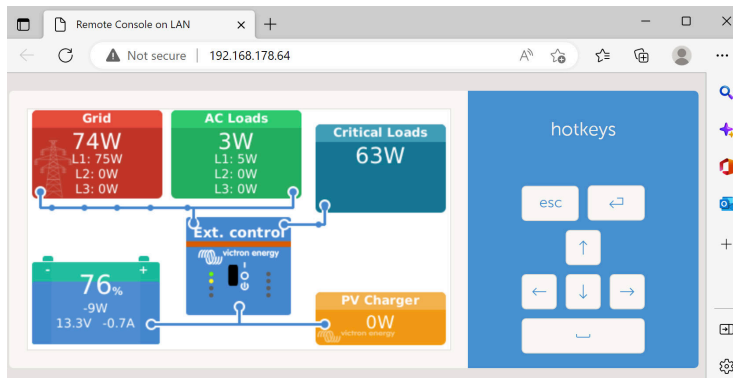 Remote Console on LAN
Not secure
192.168.178.64
Grid
74W
L1: 75W
L2: 0W
L3: 0W
AC Loads
3W
L1: 5W
L2: 0W
L3: 0W
Critical Loads
63W
Ext. control
victron energy
76%
-9W
13.3V -0.7A
PV Charger
0W
victron energy
hotkeys
esc